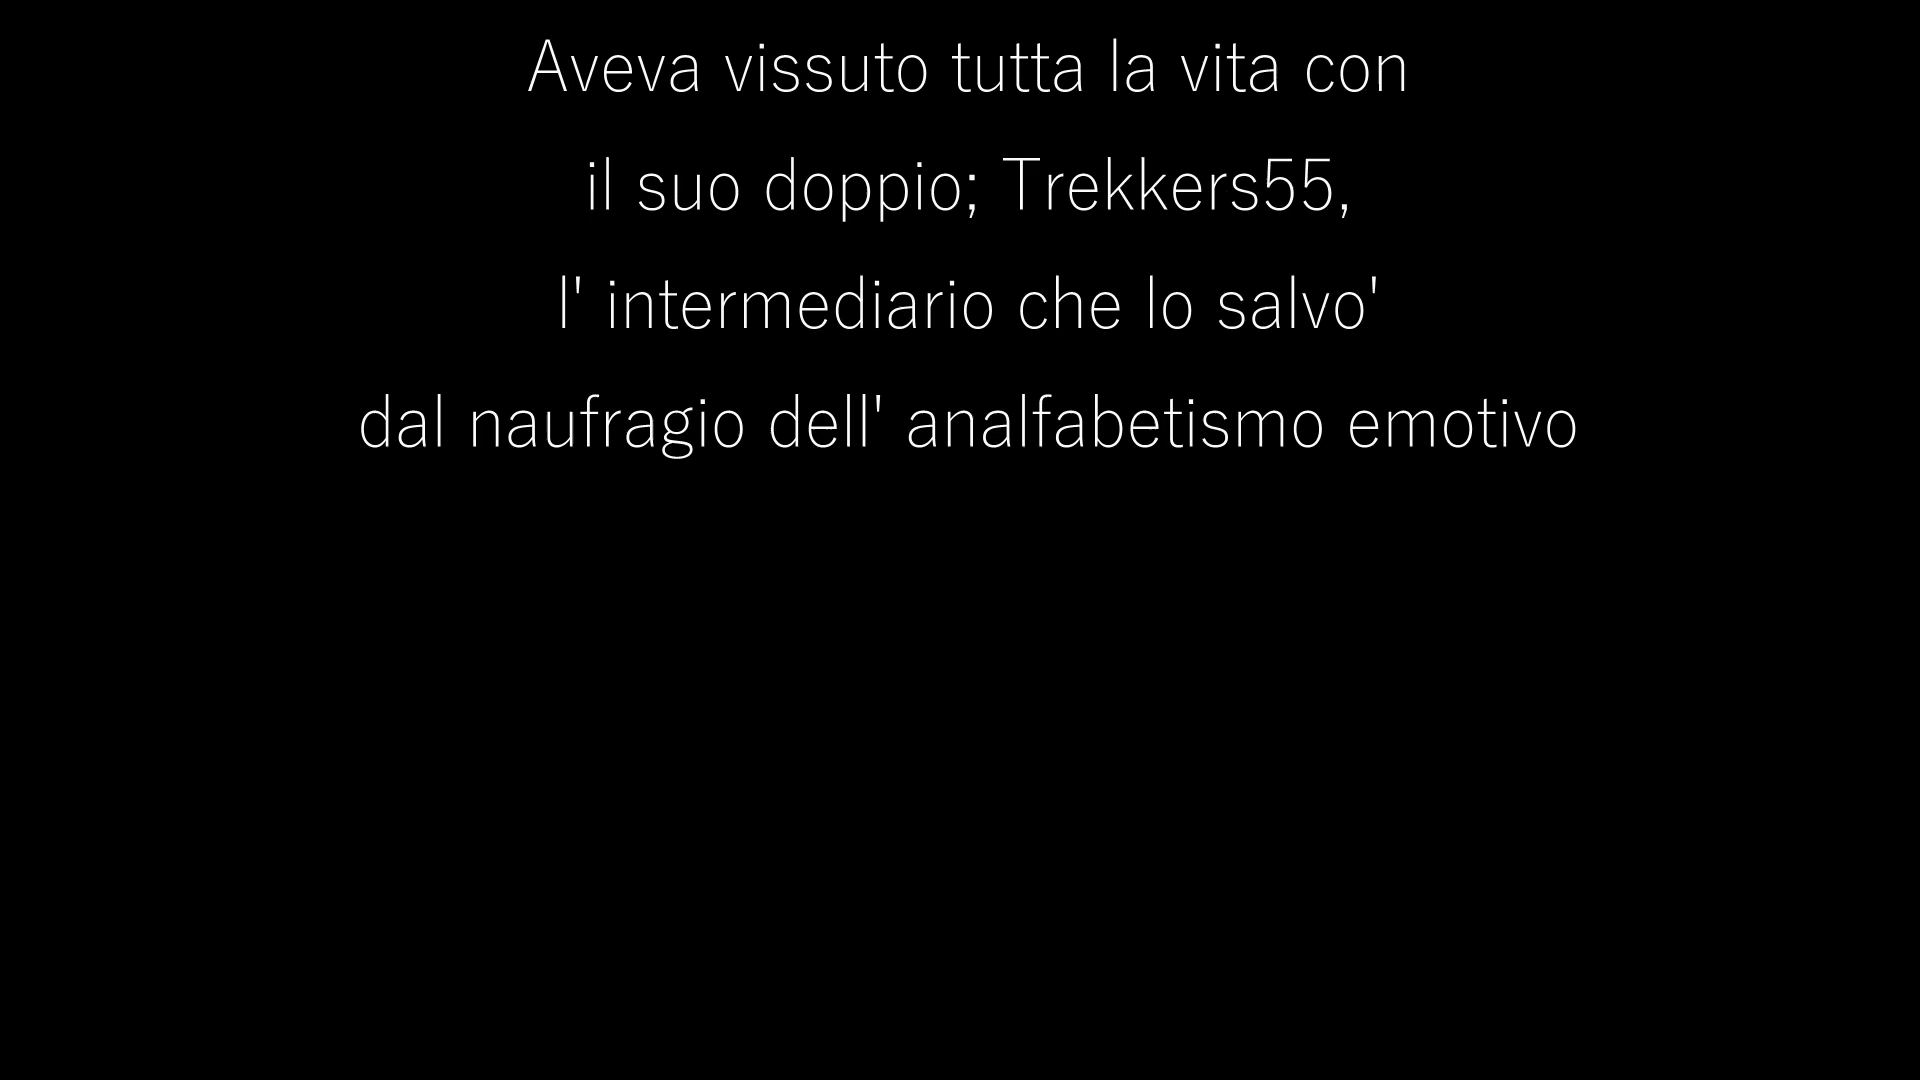 Aveva vissuto tutta la vita con
il suo doppio; Trekkers55,
l' intermediario che lo salvo'
dal naufragio dell' analfabetismo emotivo